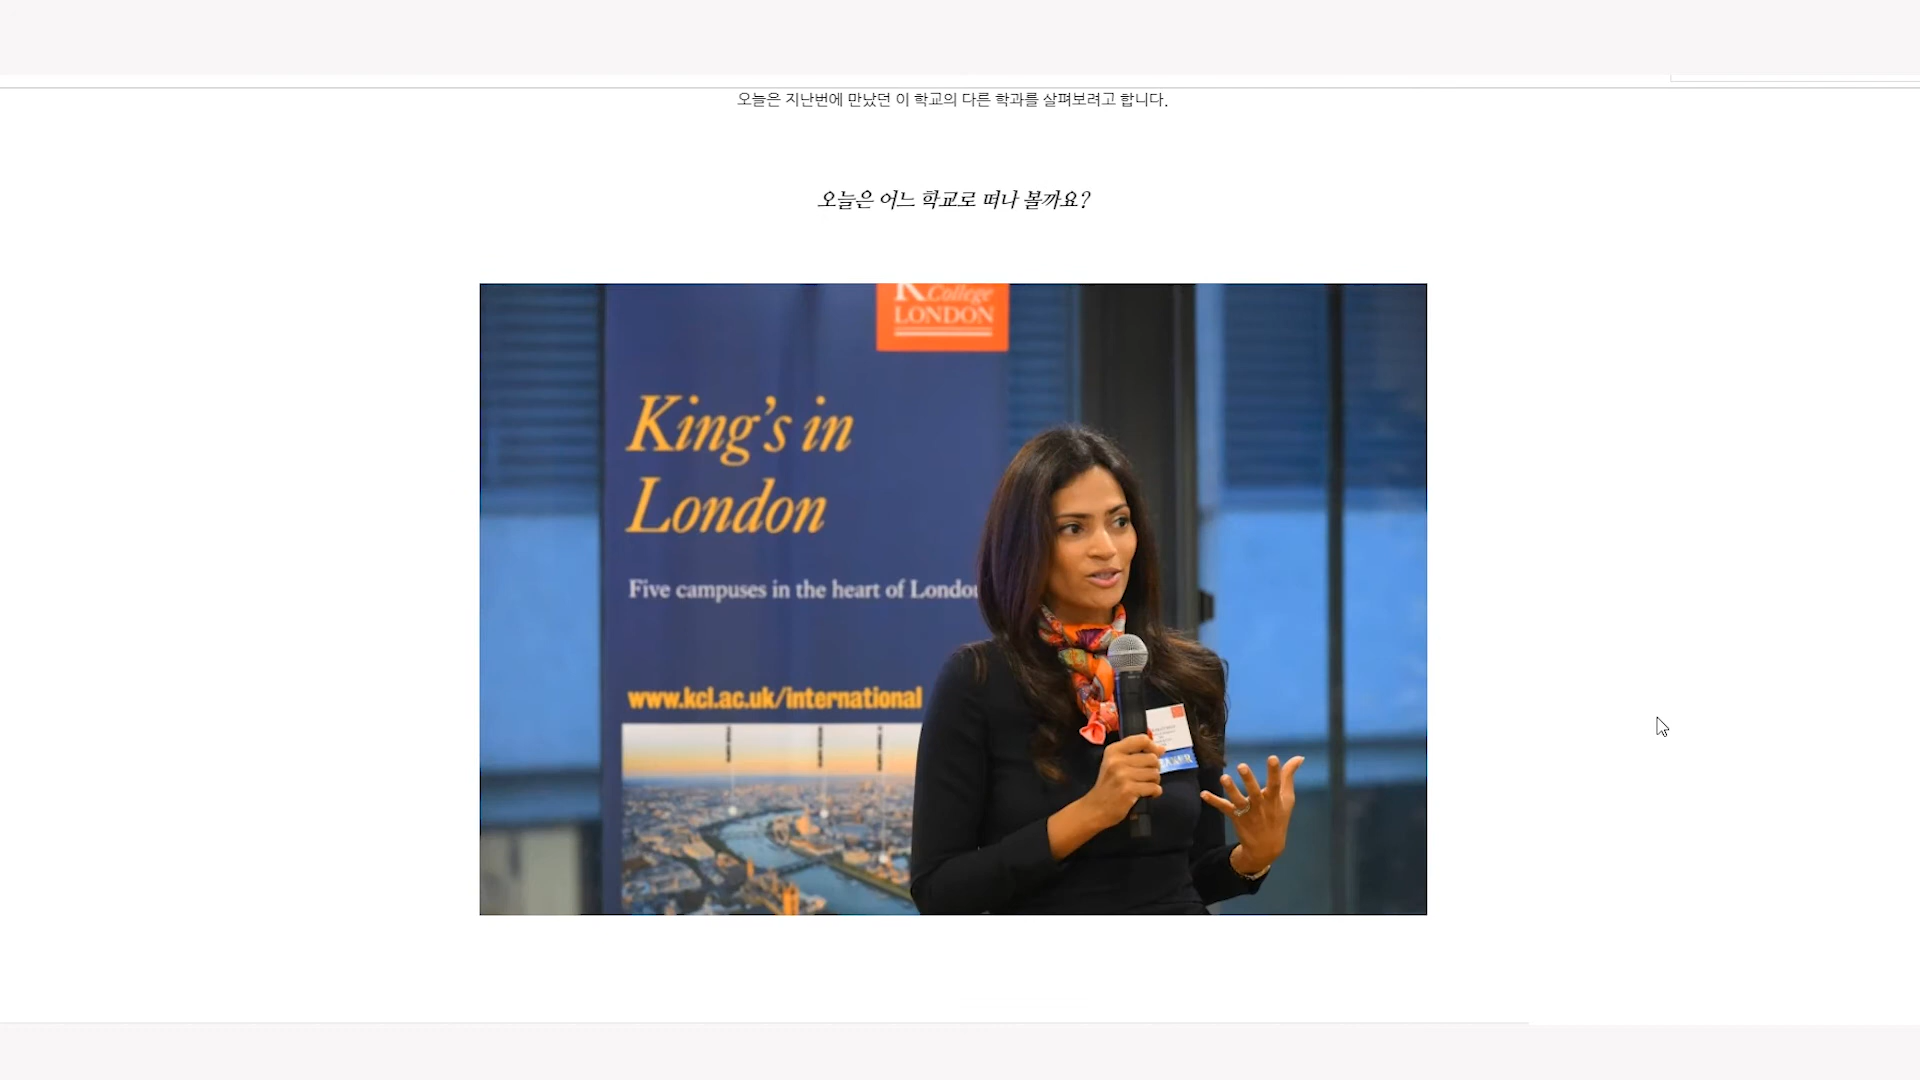 오늘은 지난번에 만났던 이 학교의 다른 학과를 살펴보려고 합니다.
오늘은 어느 학교로 떠나 볼까요?
College
LONDON
King's in
London
Five campuses in the heart of
www.kcl.ac.uk/international